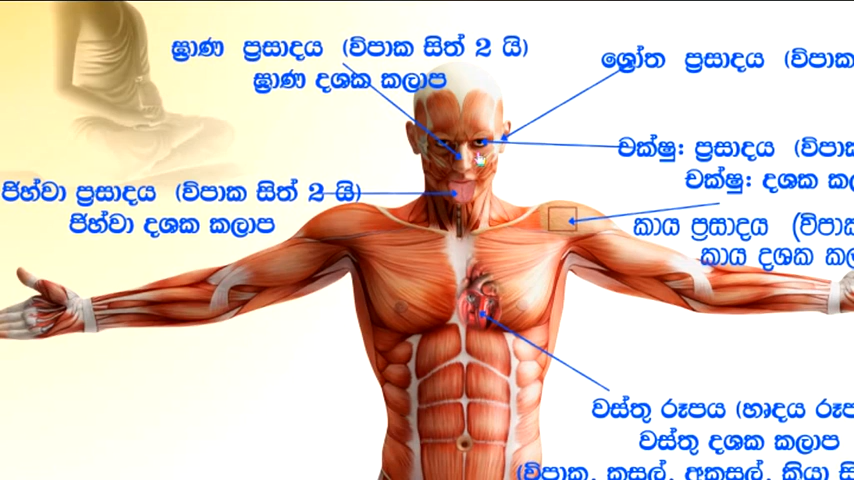 ඝ්‍රාණ ප්‍රසාදය (විපාක සිත් 2 යි)
ඝ්‍රාණ දශක කලාප
ශ්‍රෝත ප්‍රසාදය (විපාක
චක්ෂු: ප්‍රසාදය (විපාක
චක්ෂු: දශක කල
ජිහ්වා ප්‍රසාදය (විපාක සිත් 2 යි)
ජිහ්වා දශක කලාප
කාය ප්‍රසාදය (විපාක
කාය දශක කල
වස්තු රූපය (හෘදය රූප
වස්තු දශක කලාප
(විපාක, කුසල්, අකුසල්, ක්‍රියා සි